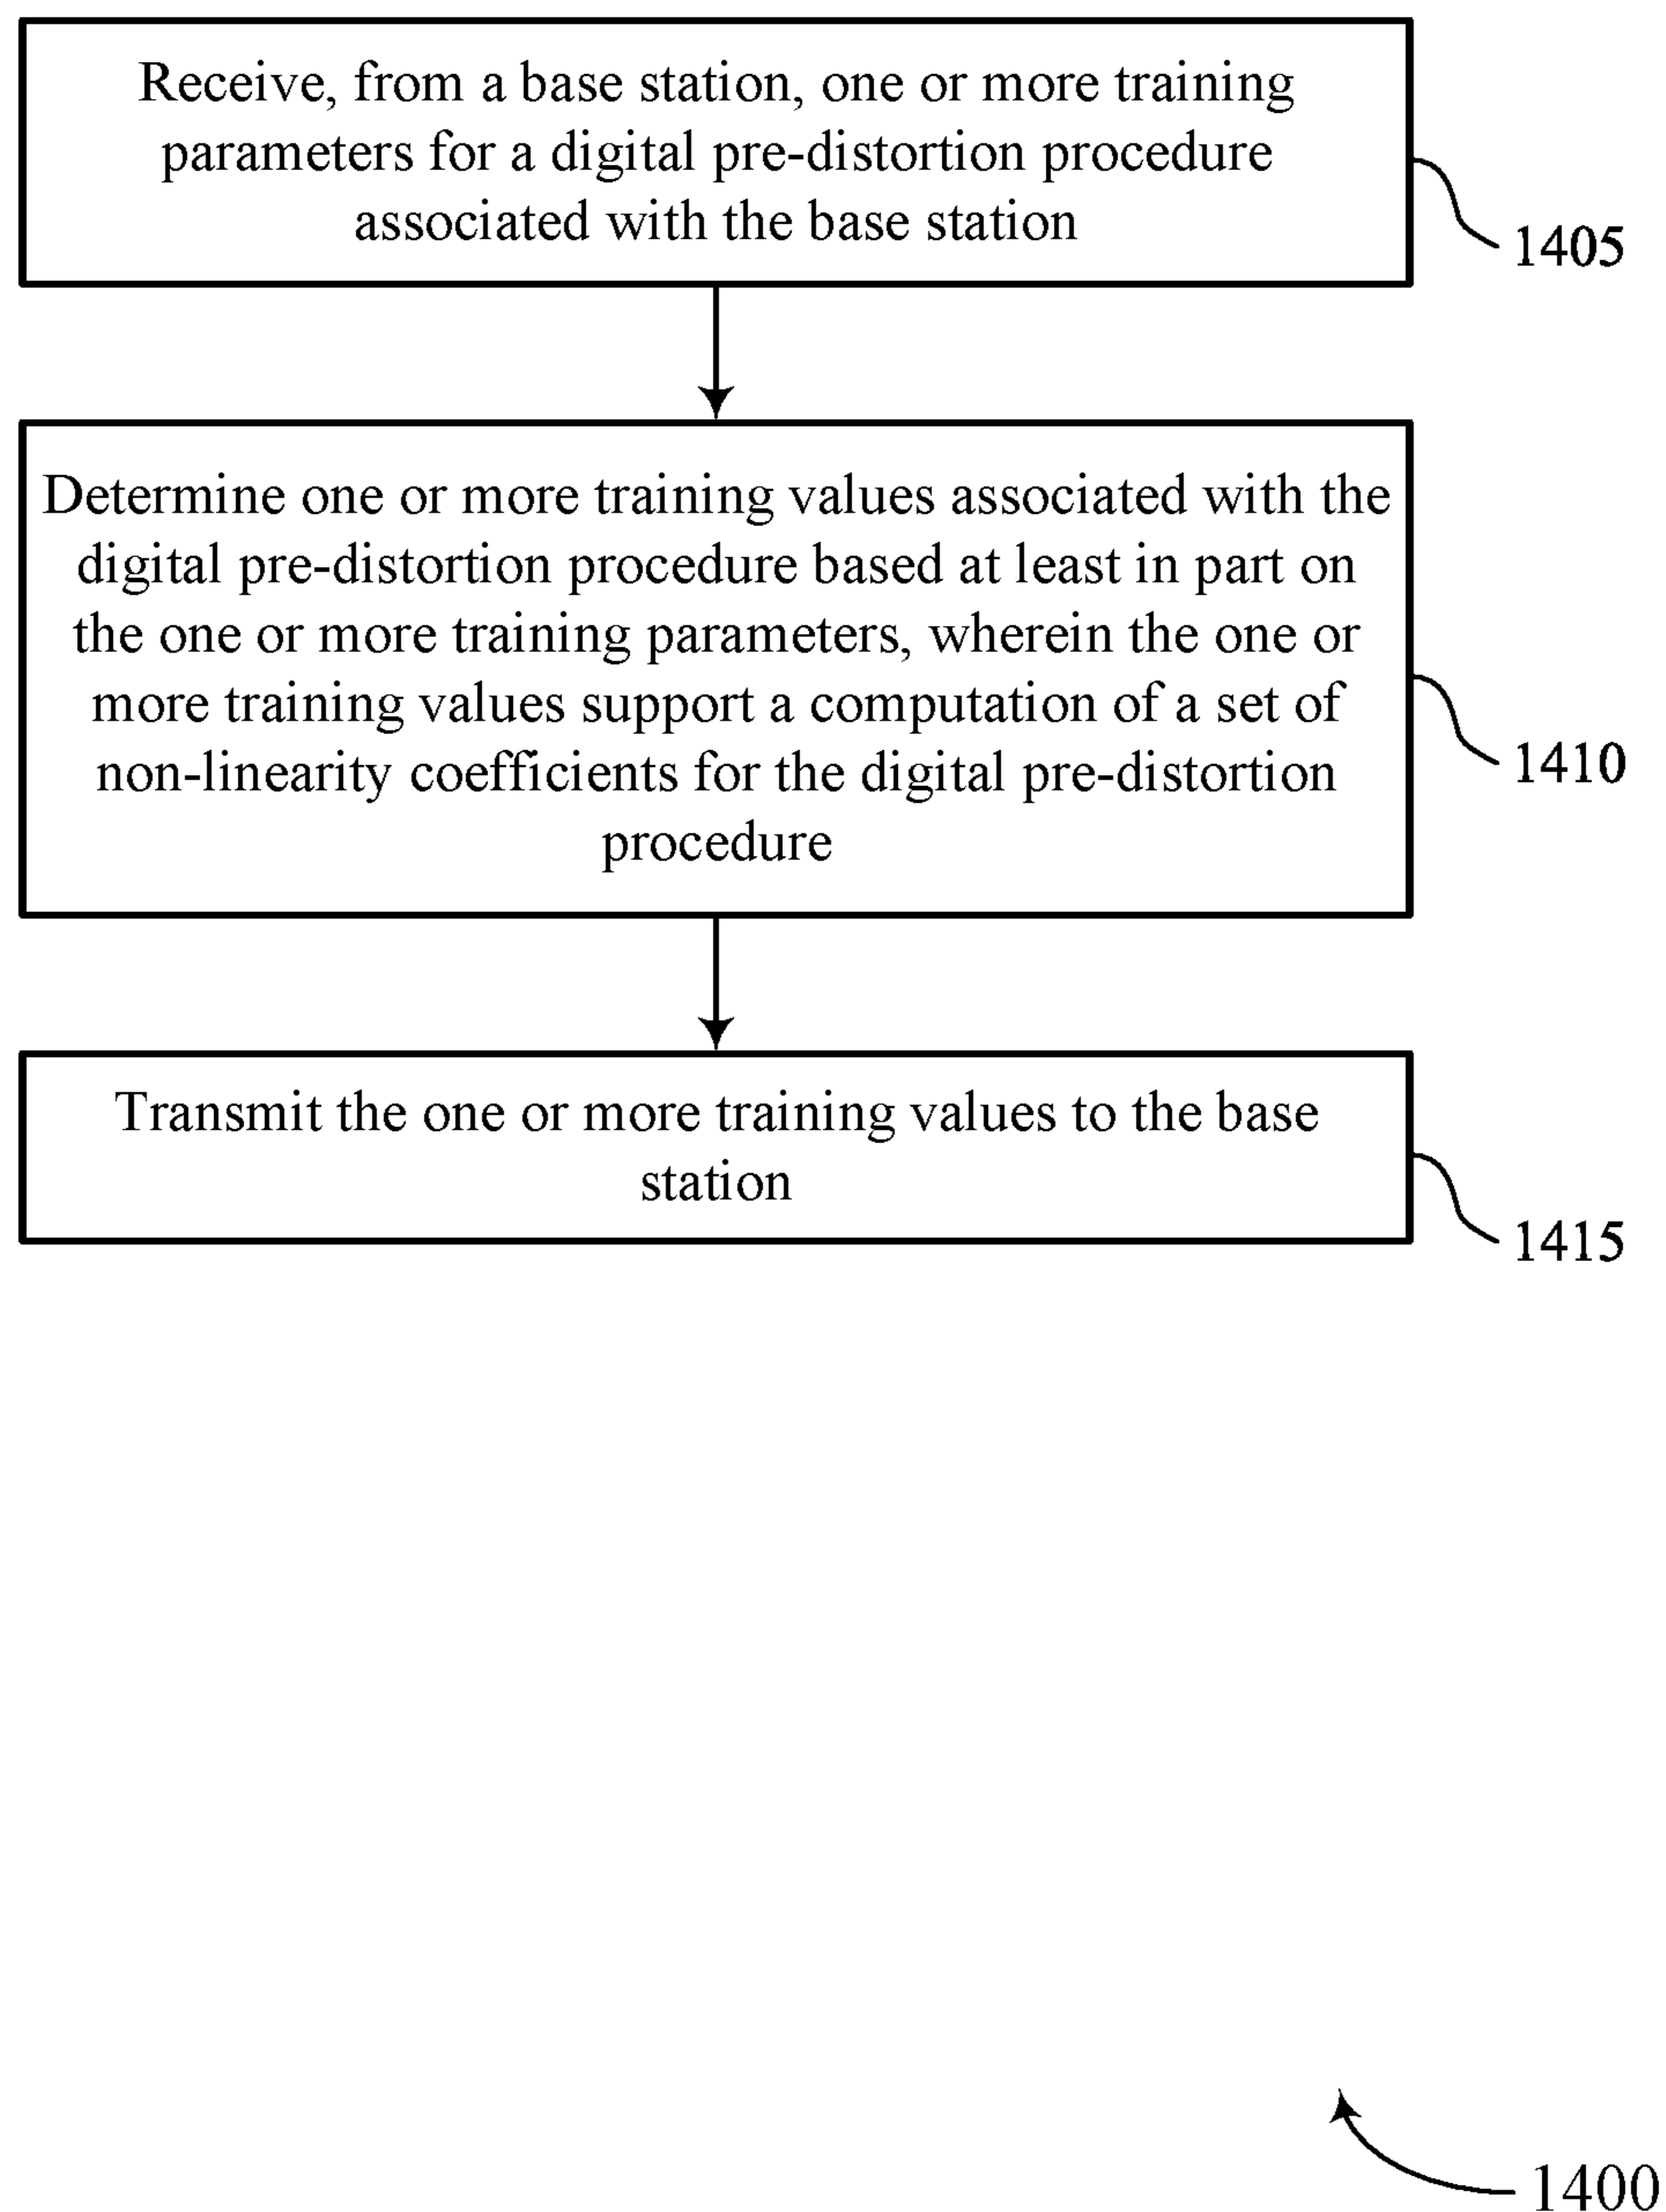 Receive, from a base station, one or more training
parameters for a digital pre-distortion procedure
associated with the base station
1405
Determine one or more training values associated with the
digital pre-distortion procedure based at least in part on
the one or more training parameters, wherein the one or
more training values support a computation of a set of
non-linearity coefficients for the digital pre-distortion
procedure
1410
Transmit the one or more training values to the base
station
1415
1400